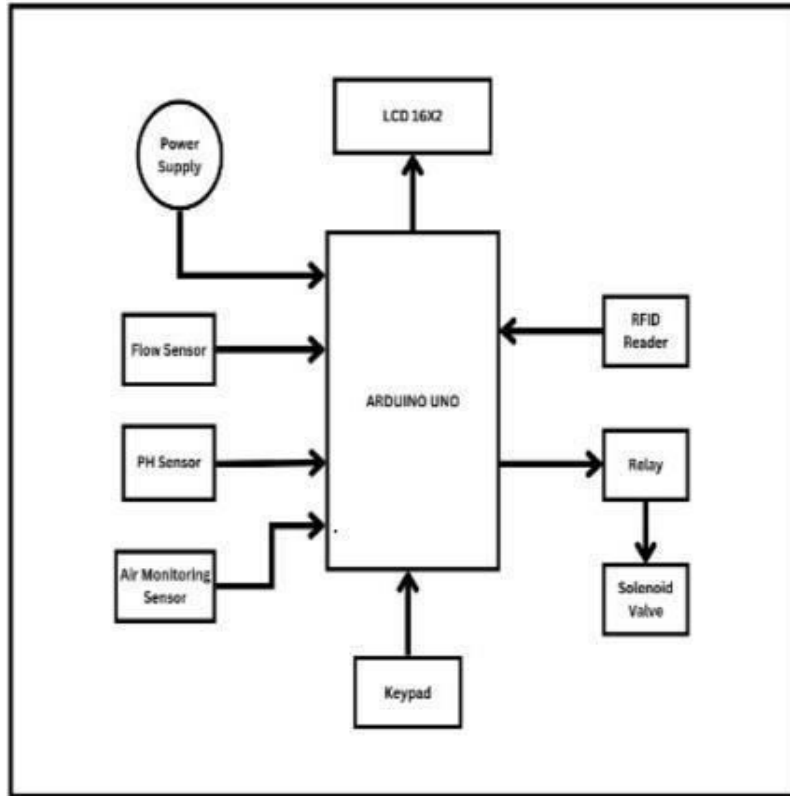 LCD 16X2
Power
Supply
Flow Sensor
RFID
Reader
ARDUINO UNO
PH Sensor
Relay
Air Monitoring
Sensor
Solenoid
Valve
Keypad